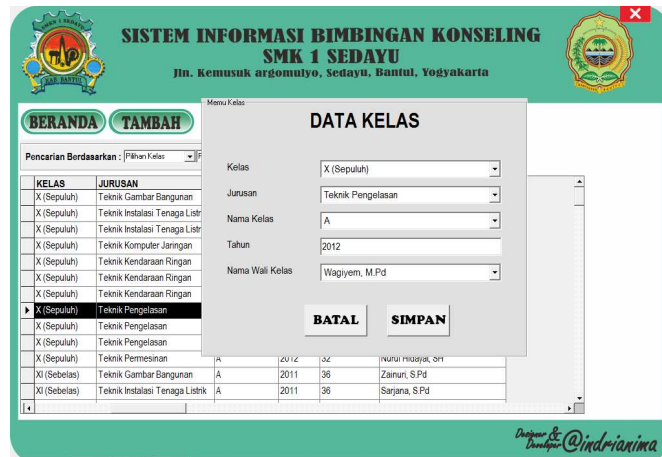 SISTEM INFORMASI BIMBINGAN KONSELING
SMK 1 SEDAYU
Jln. Kemusuk argomulyo, Sedayu, Bantul, Yogyakarta
SMKN 1 SEDAYU
KAB. BANTUL
X
BERANDA
TAMBAH
Pencarian Berdasarkan : Pilihan Kelas
Memu Kelas
DATA KELAS
Kelas X (Sepuluh)
Jurusan Teknik Pengelasan
Nama Kelas A
Tahun 2012
Nama Wali Kelas Wagiyem, M.Pd
BATAL SIMPAN
KELAS JURUSAN
X (Sepuluh) Teknik Gambar Bangunan
X (Sepuluh) Teknik Instalasi Tenaga Listr
X (Sepuluh) Teknik Instalasi Tenaga Listr
X (Sepuluh) Teknik Komputer Jaringan
X (Sepuluh) Teknik Kendaraan Ringan
X (Sepuluh) Teknik Kendaraan Ringan
X (Sepuluh) Teknik Kendaraan Ringan
X (Sepuluh) Teknik Pengelasan
X (Sepuluh) Teknik Pengelasan
X (Sepuluh) Teknik Pengelasan
X (Sepuluh) Teknik Permesinan A 2012 32 Nurul Hidayat, SH
XI (Sebelas) Teknik Gambar Bangunan A 2011 36 Zainuri, S.Pd
XI (Sebelas) Teknik Instalasi Tenaga Listrik A 2011 36 Sarjana, S.Pd
Designer & Developer @indrianima